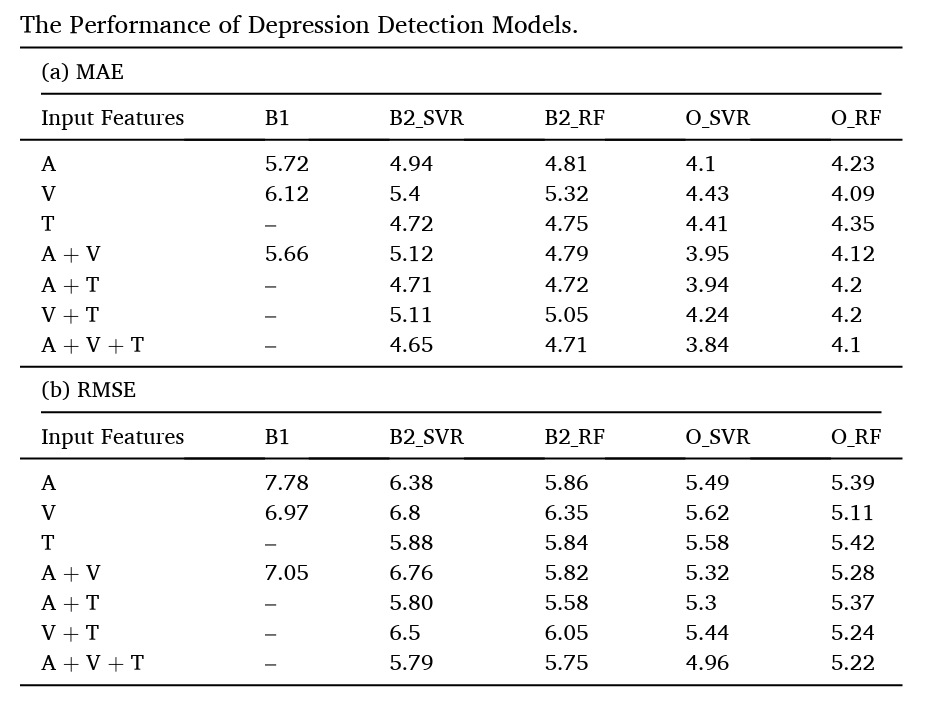 The Performance of Depression Detection Models.
(a) MAE
Input Features B1 B2_SVR B2_RF O_SVR O_RF
A 5.72 4.94 4.81 4.1 4.23
V 6.12 5.4 5.32 4.43 4.09
T – 4.72 4.75 4.41 4.35
A + V 5.66 5.12 4.79 3.95 4.12
A + T – 4.71 4.72 3.94 4.2
V + T – 5.11 5.05 4.24 4.2
A + V + T – 4.65 4.71 3.84 4.1
(b) RMSE
Input Features B1 B2_SVR B2_RF O_SVR O_RF
A 7.78 6.38 5.86 5.49 5.39
V 6.97 6.8 6.35 5.62 5.11
T – 5.88 5.84 5.58 5.42
A + V 7.05 6.76 5.82 5.32 5.28
A + T – 5.80 5.58 5.3 5.37
V + T – 6.5 6.05 5.44 5.24
A + V + T – 5.79 5.75 4.96 5.22